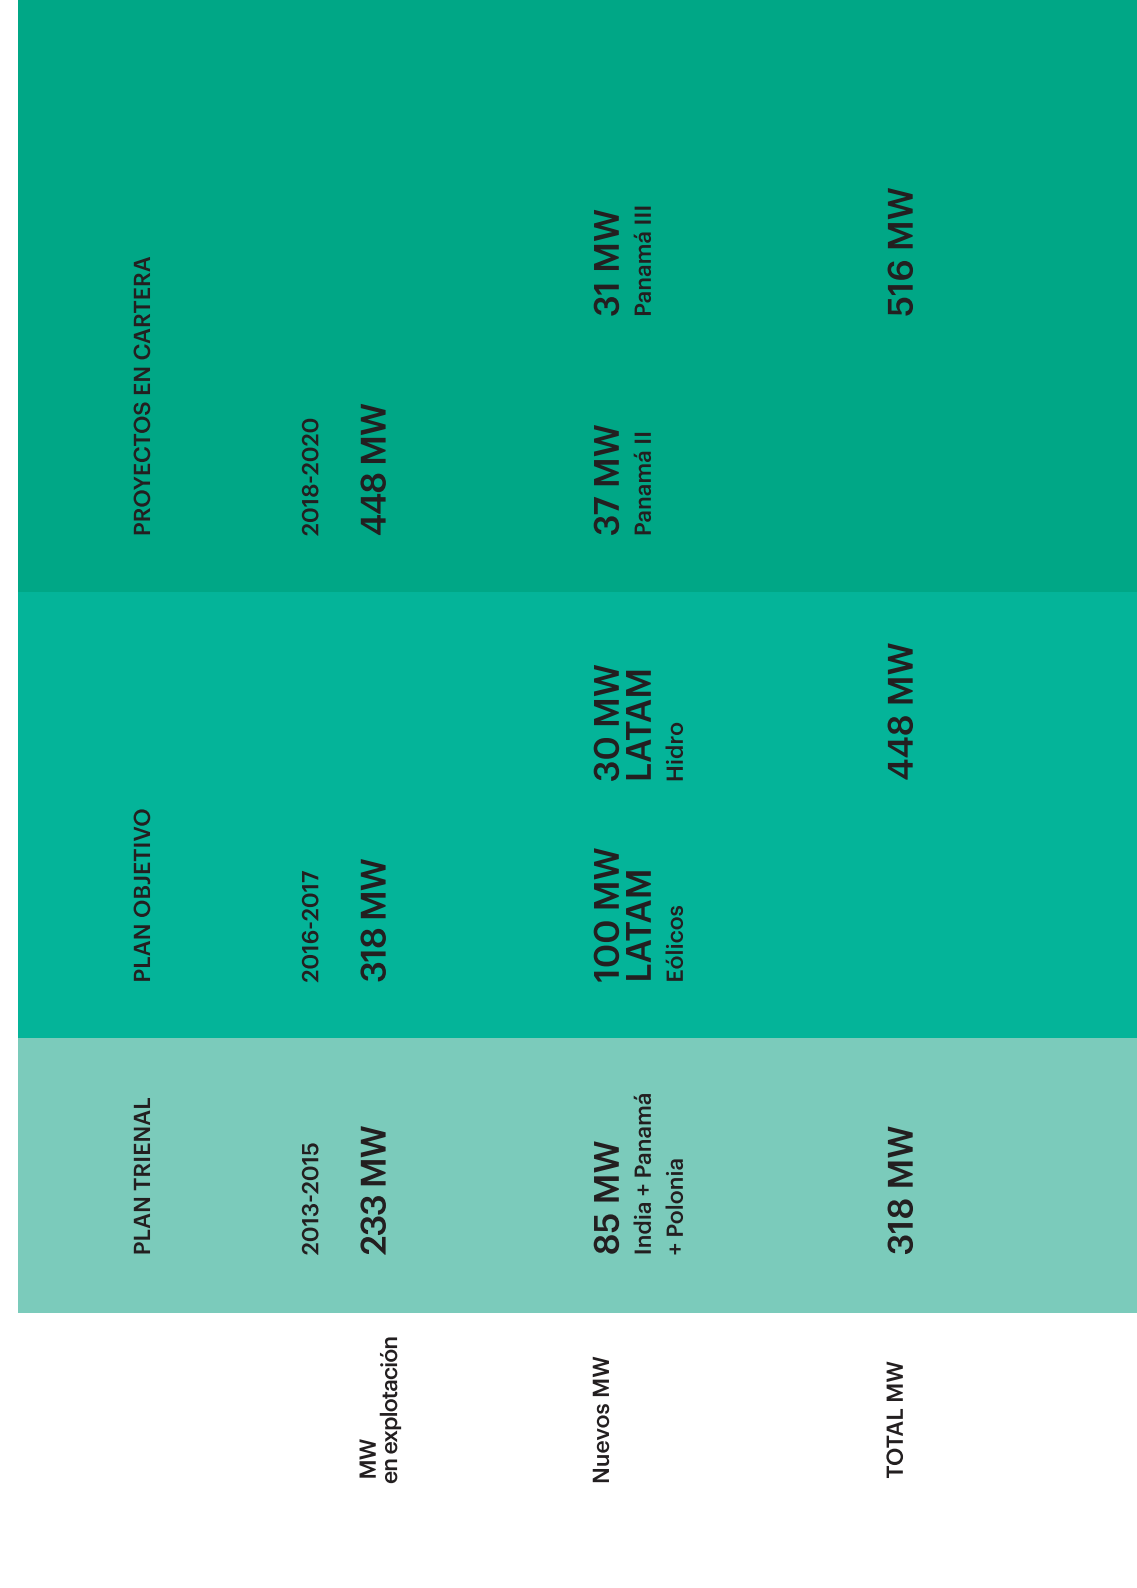 PLAN TRIENAL
PLAN OBJETIVO
PROYECTOS EN CARTERA
2013-2015
2016-2017
2018-2020
MW
en explotación
233 MW
318 MW
448 MW
Nuevos MW
85 MW
India + Panamá
+ Polonia
100 MW
LATAM
Eólicos
30 MW
LATAM
Hidro
37 MW
Panamá II
31 MW
Panamá III
TOTAL MW
318 MW
448 MW
516 MW